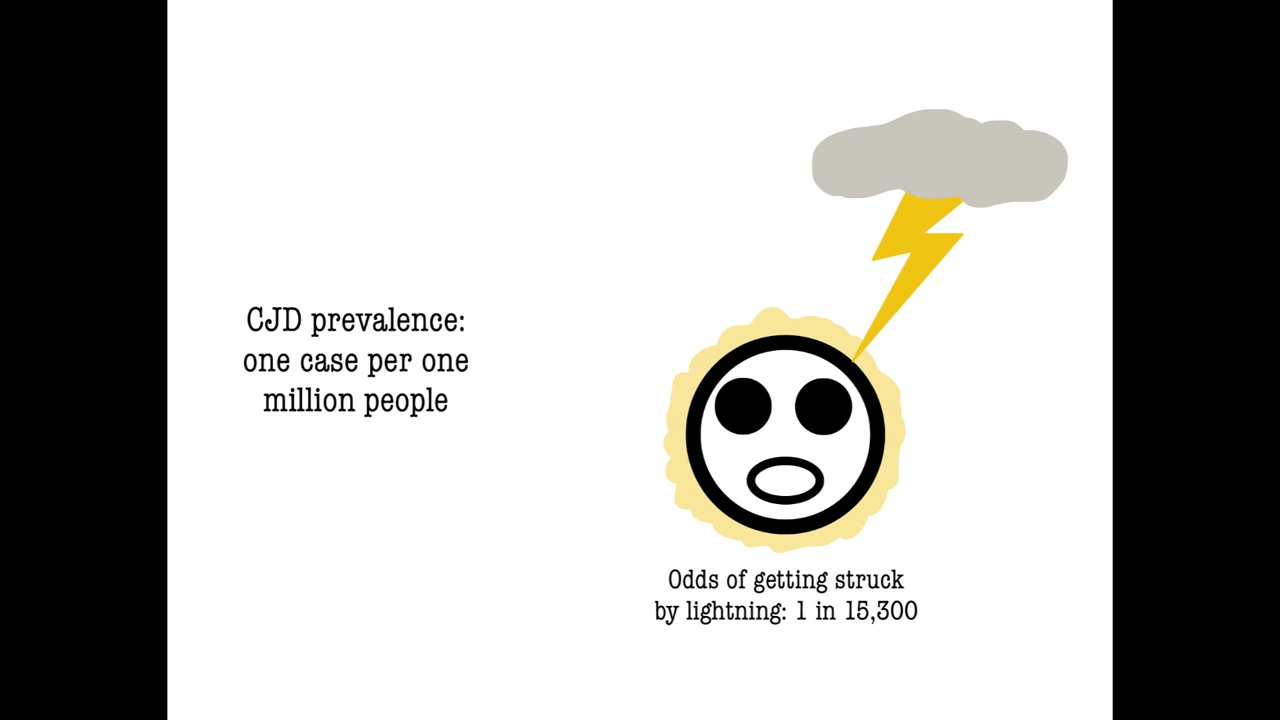 CJD prevalence:
one case per one
million people
Odds of getting struck
by lightning: 1 in 15,300